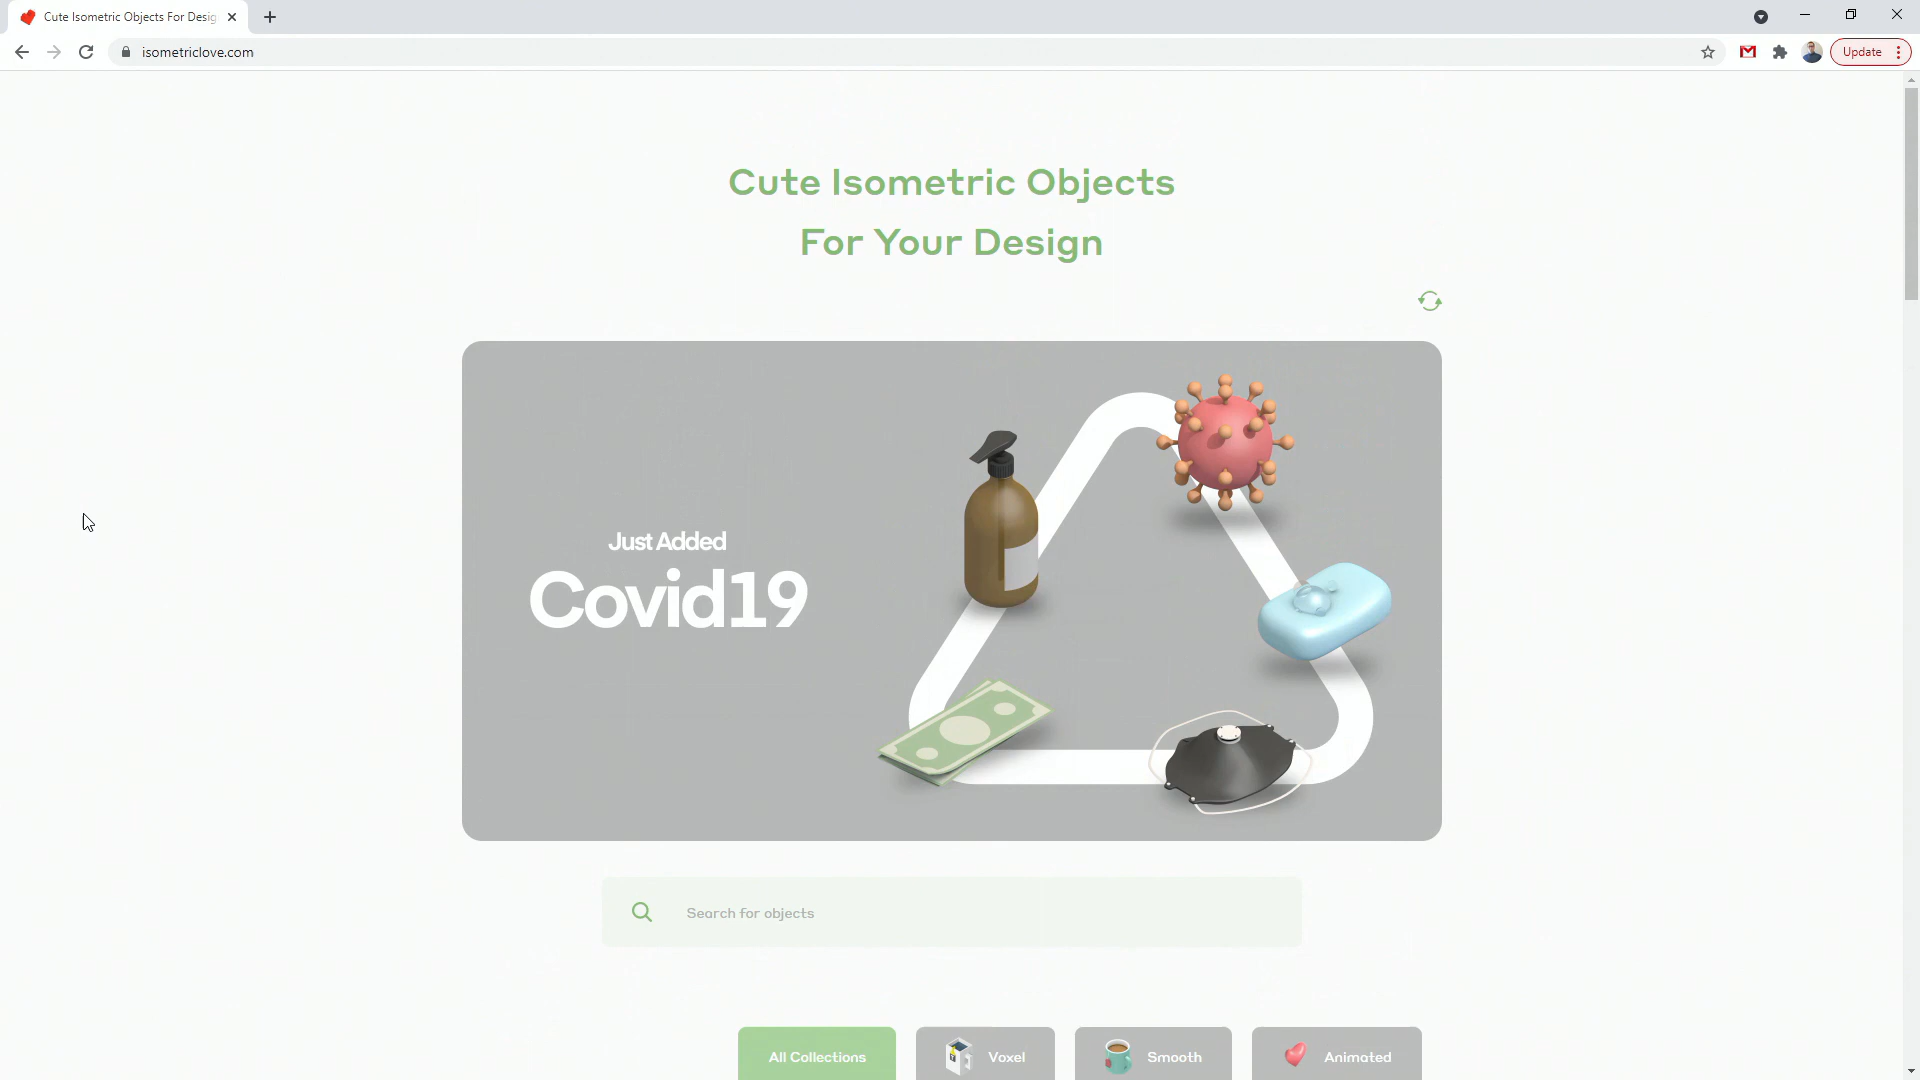 Cute Isometric Objects For Desig
isometriclove.com
Update
Cute Isometric Objects
For Your Design
Just Added
Covid19
Search for objects
All Collections
Voxel
Smooth
Animated